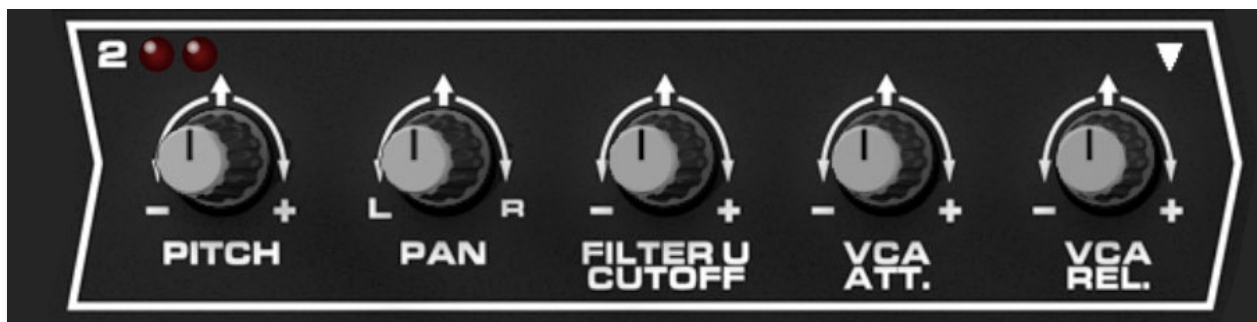 2
- +
PITCH
L R
PAN
- +
FILTER U
CUTOFF
- +
VCA
ATT.
- +
VCA
REL.